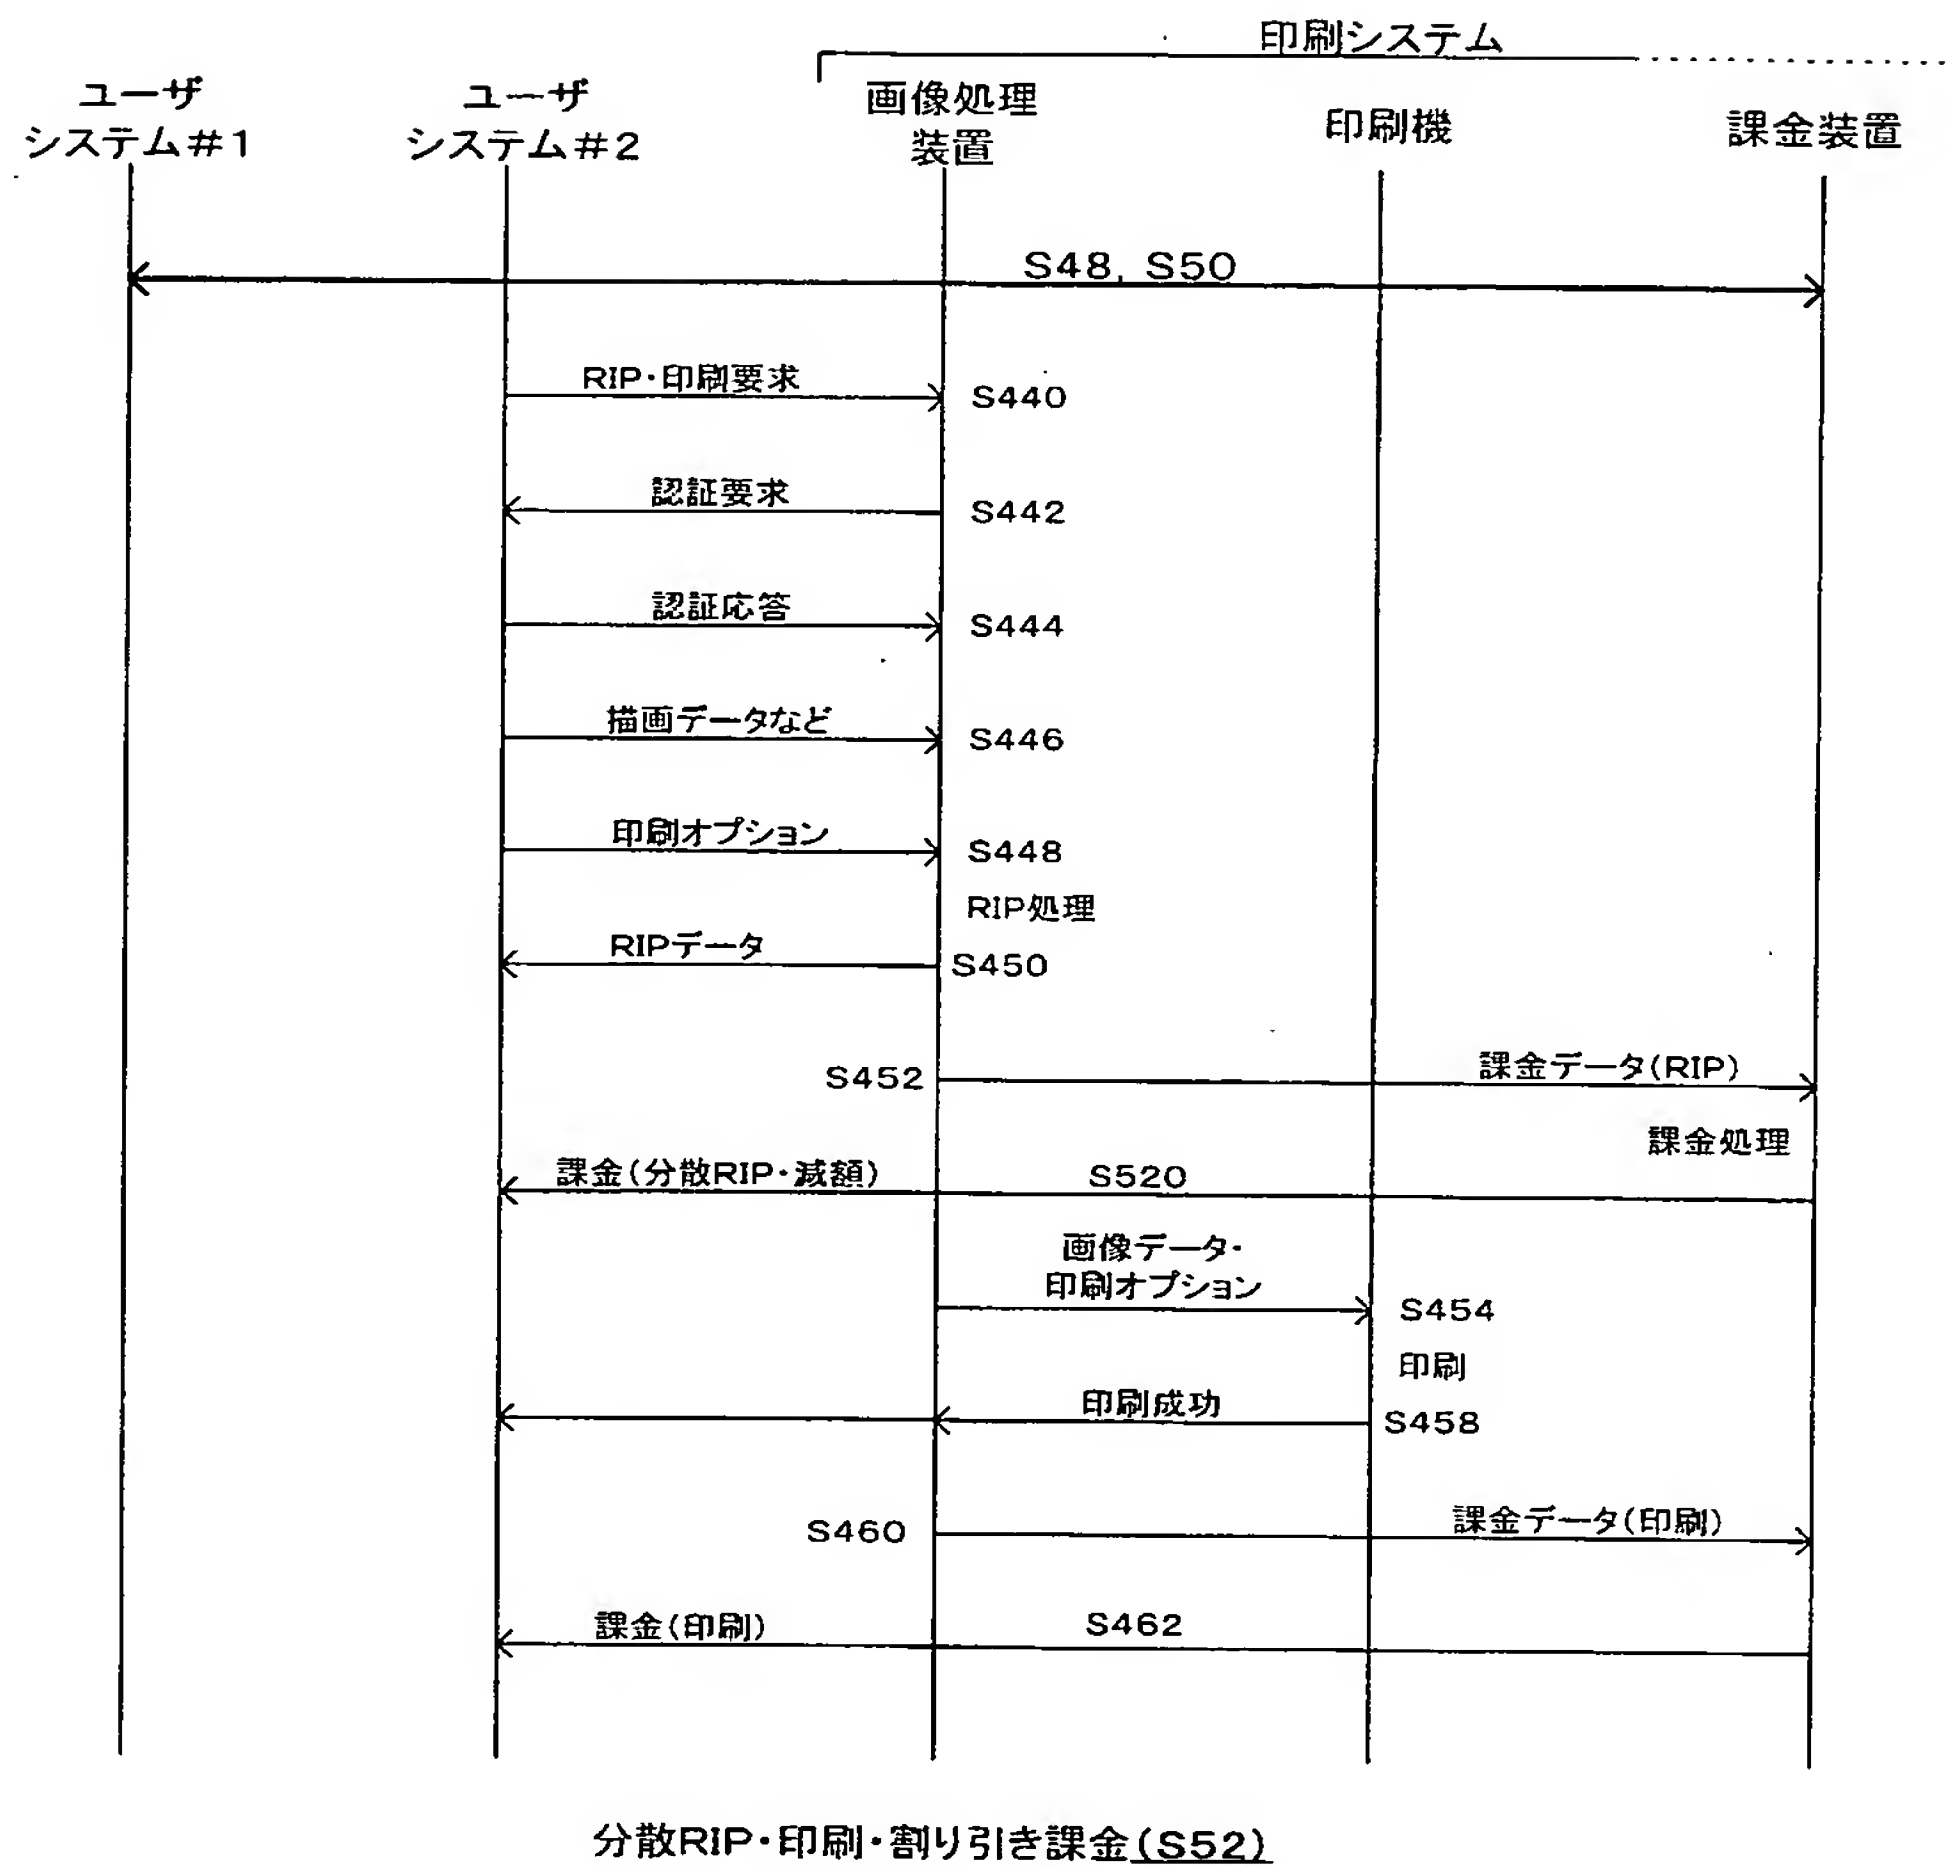 印刷システム
ユーザ
システム#1
ユーザ
システム#2
画像処理
装置
印刷機
課金装置
S48, S50
RIP・印刷要求
S440
認証要求
S442
認証応答
S444
描画データなど
S446
印刷オプション
S448
RIP処理
RIPデータ
S450
S452
課金データ(RIP)
課金処理
課金(分散RIP・減額)
S520
画像データ・
印刷オプション
S454
印刷
印刷成功
S458
S460
課金データ(印刷)
課金(印刷)
S462
分散RIP・印刷・割り引き課金(S52)